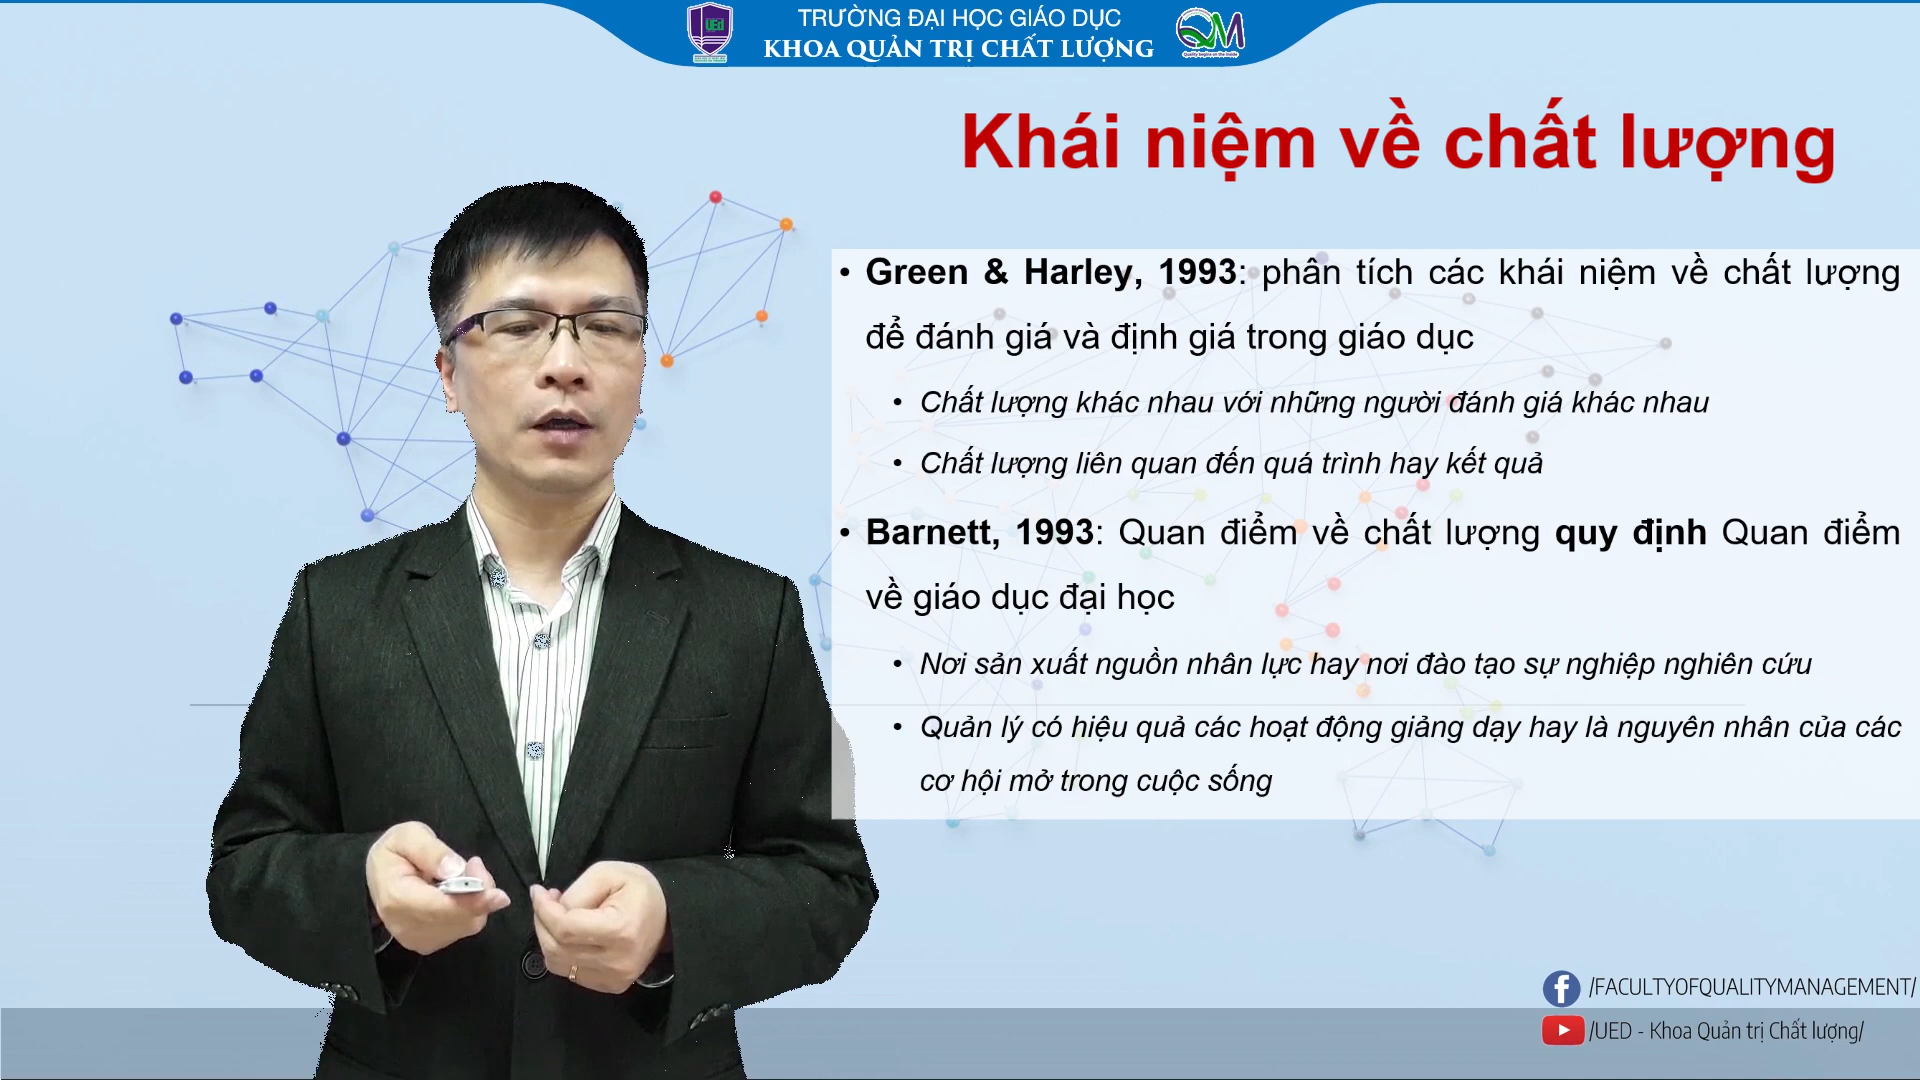 TRƯỜNG ĐẠI HỌC GIÁO DỤC
KHOA QUẢN TRỊ CHẤT LƯỢNG
UEd
QM
Khái niệm về chất lượng
• Green & Harley, 1993: phân tích các khái niệm về chất lượng
để đánh giá và định giá trong giáo dục
• Chất lượng khác nhau với những người đánh giá khác nhau
• Chất lượng liên quan đến quá trình hay kết quả
• Barnett, 1993: Quan điểm về chất lượng quy định Quan điểm
về giáo dục đại học
• Nơi sản xuất nguồn nhân lực hay nơi đào tạo sự nghiệp nghiên cứu
• Quản lý có hiệu quả các hoạt động giảng dạy hay là nguyên nhân của các
cơ hội mở trong cuộc sống
/FACULTYOFQUALITYMANAGEMENT/
/UED - Khoa Quản trị Chất lượng/